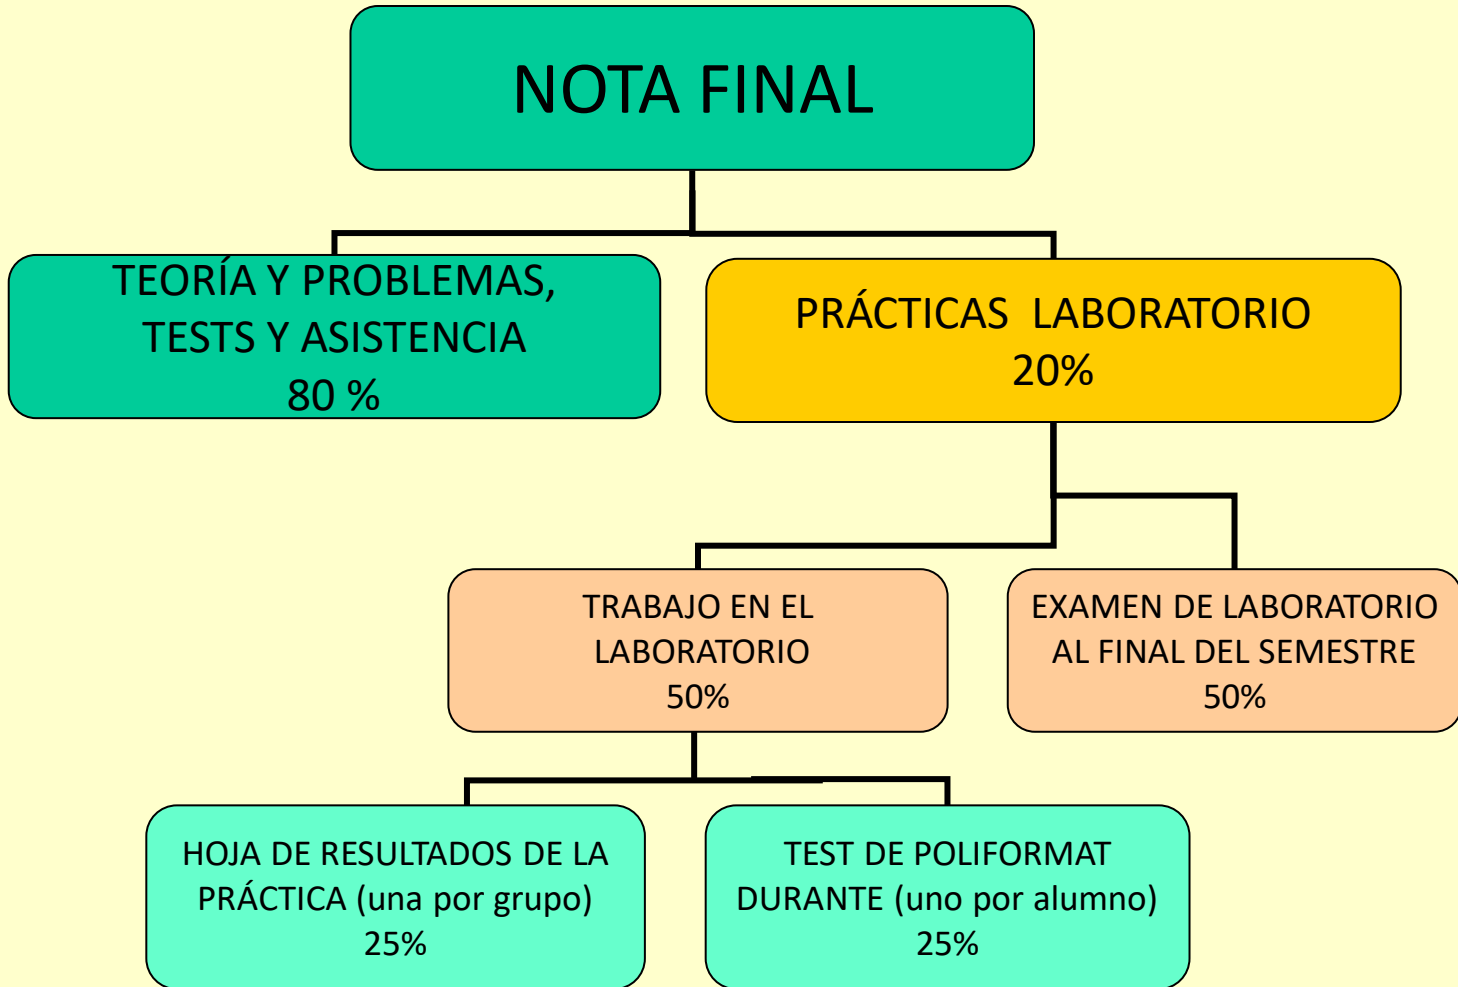 NOTA FINAL
TEORÍA Y PROBLEMAS,
TESTS Y ASISTENCIA
80 %
PRÁCTICAS LABORATORIO
20%
TRABAJO EN EL
LABORATORIO
50%
EXAMEN DE LABORATORIO
AL FINAL DEL SEMESTRE
50%
HOJA DE RESULTADOS DE LA
PRÁCTICA (una por grupo)
25%
TEST DE POLIFORMAT
DURANTE (uno por alumno)
25%